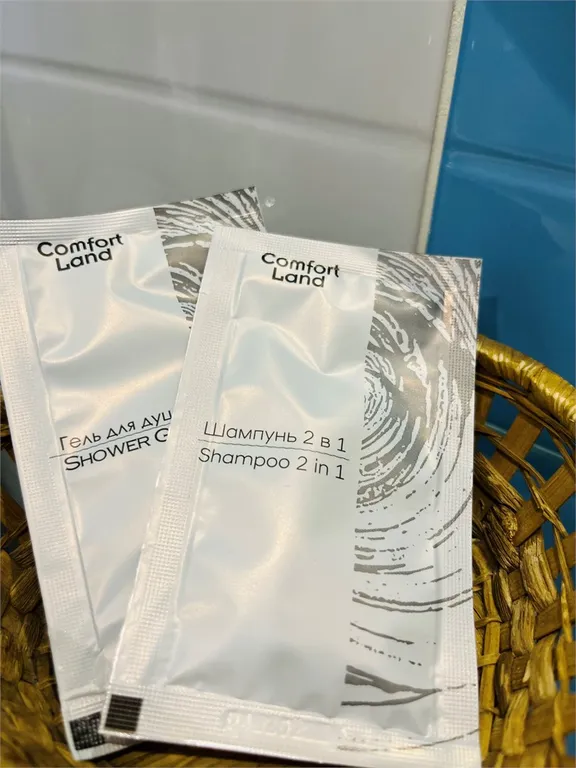 Comfort
Land
Гель для душ
SHOWER G
Comfort
Land
Шампунь 2 в 1
Shampoo 2 in 1